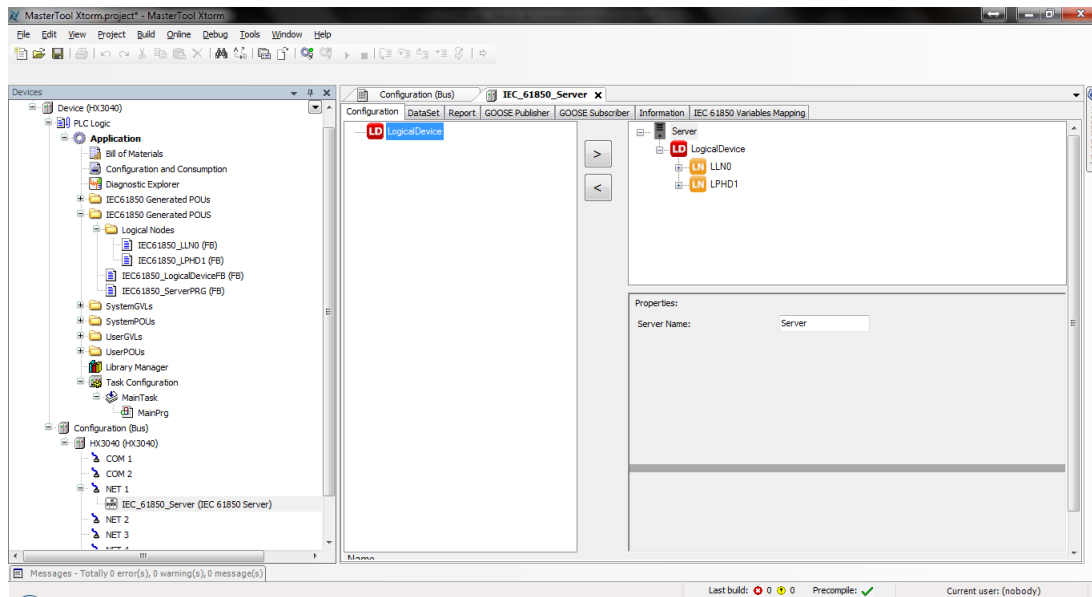 MasterTool Xtorm.project* - MasterTool Xtorm
File Edit View Project Build Online Debug Tools Window Help
Devices
Device (HX3040)
PLC Logic
Application
Bill of Materials
Configuration and Consumption
Diagnostic Explorer
IEC61850 Generated POUs
IEC61850 Generated POUS
Logical Nodes
IEC61850_LLN0 (FB)
IEC61850_LPHD1 (FB)
IEC61850_LogicalDeviceFB (FB)
IEC61850_ServerPRG (FB)
SystemGVLs
SystemPOUs
UserGVLs
UserPOUs
Library Manager
Task Configuration
MainTask
MainPrg
Configuration (Bus)
HX3040 (HX3040)
COM 1
COM 2
NET 1
IEC_61850_Server (IEC 61850 Server)
NET 2
NET 3
Configuration (Bus) IEC_61850_Server
Configuration DataSet Report GOOSE Publisher GOOSE Subscriber Information IEC 61850 Variables Mapping
LD LogicalDevice
>
<
Server
LD LogicalDevice
LN LLN0
LN LPHD1
Properties:
Server Name: Server
Name
Messages - Totally 0 error(s), 0 warning(s), 0 message(s)
Last build: 0 0 Precompile: Current user: (nobody)